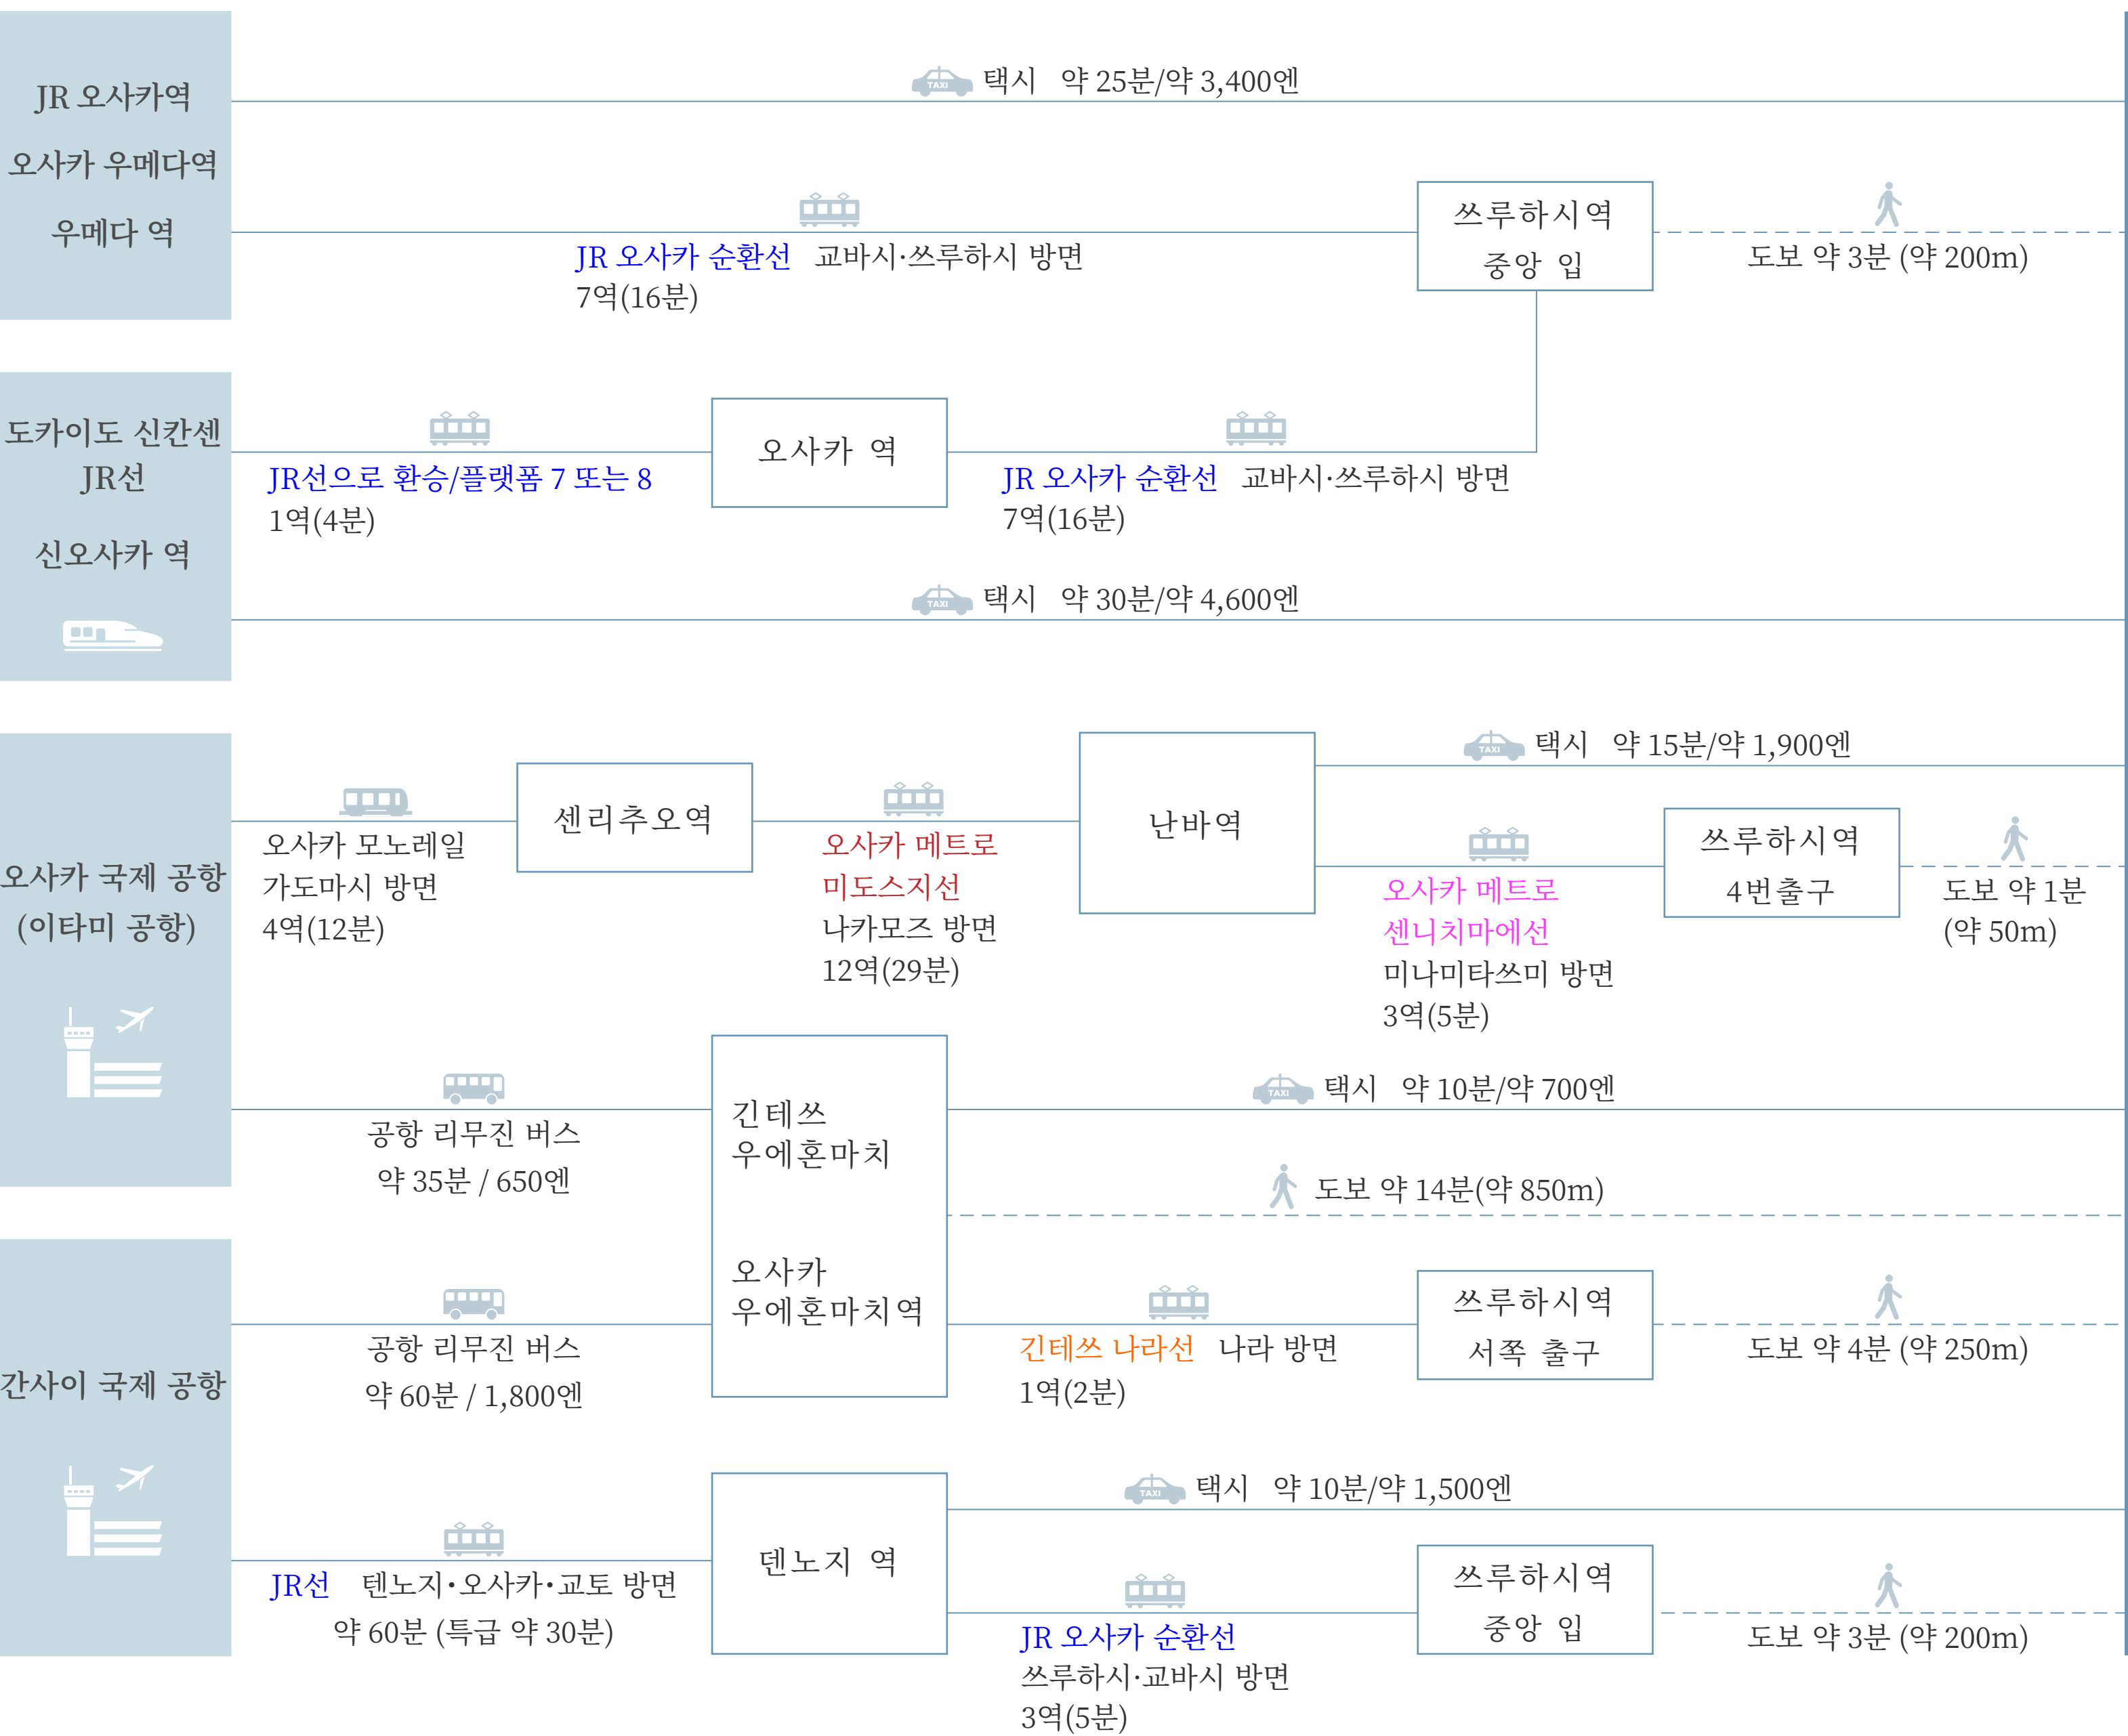 JR 오사카역
오사카 우메다역
우메다 역
TAXI 택시 약 25분/약 3,400엔
JR 오사카 순환선 교바시·쓰루하시 방면
7역(16분)
쓰루하시역
중앙 입
도보 약 3분 (약 200m)
도카이도 신칸센
JR선
신오사카 역
JR선으로 환승/플랫폼 7 또는 8
1역(4분)
오사카 역
JR 오사카 순환선 교바시·쓰루하시 방면
7역(16분)
TAXI 택시 약 30분/약 4,600엔
오사카 국제 공항
(이타미 공항)
오사카 모노레일
가도마시 방면
4역(12분)
센리추오역
오사카 메트로
미도스지선
나카모즈 방면
12역(29분)
난바역
TAXI 택시 약 15분/약 1,900엔
오사카 메트로
센니치마에선
미나미타쓰미 방면
3역(5분)
쓰루하시역
4번출구
도보 약 1분
(약 50m)
공항 리무진 버스
약 35분 / 650엔
긴테쓰
우에혼마치
오사카
우에혼마치역
TAXI 택시 약 10분/약 700엔
도보 약 14분(약 850m)
간사이 국제 공항
공항 리무진 버스
약 60분 / 1,800엔
긴테쓰 나라선 나라 방면
1역(2분)
쓰루하시역
서쪽 출구
도보 약 4분 (약 250m)
JR선 텐노지·오사카·교토 방면
약 60분 (특급 약 30분)
덴노지 역
TAXI 택시 약 10분/약 1,500엔
JR 오사카 순환선
쓰루하시·교바시 방면
3역(5분)
쓰루하시역
중앙 입
도보 약 3분 (약 200m)